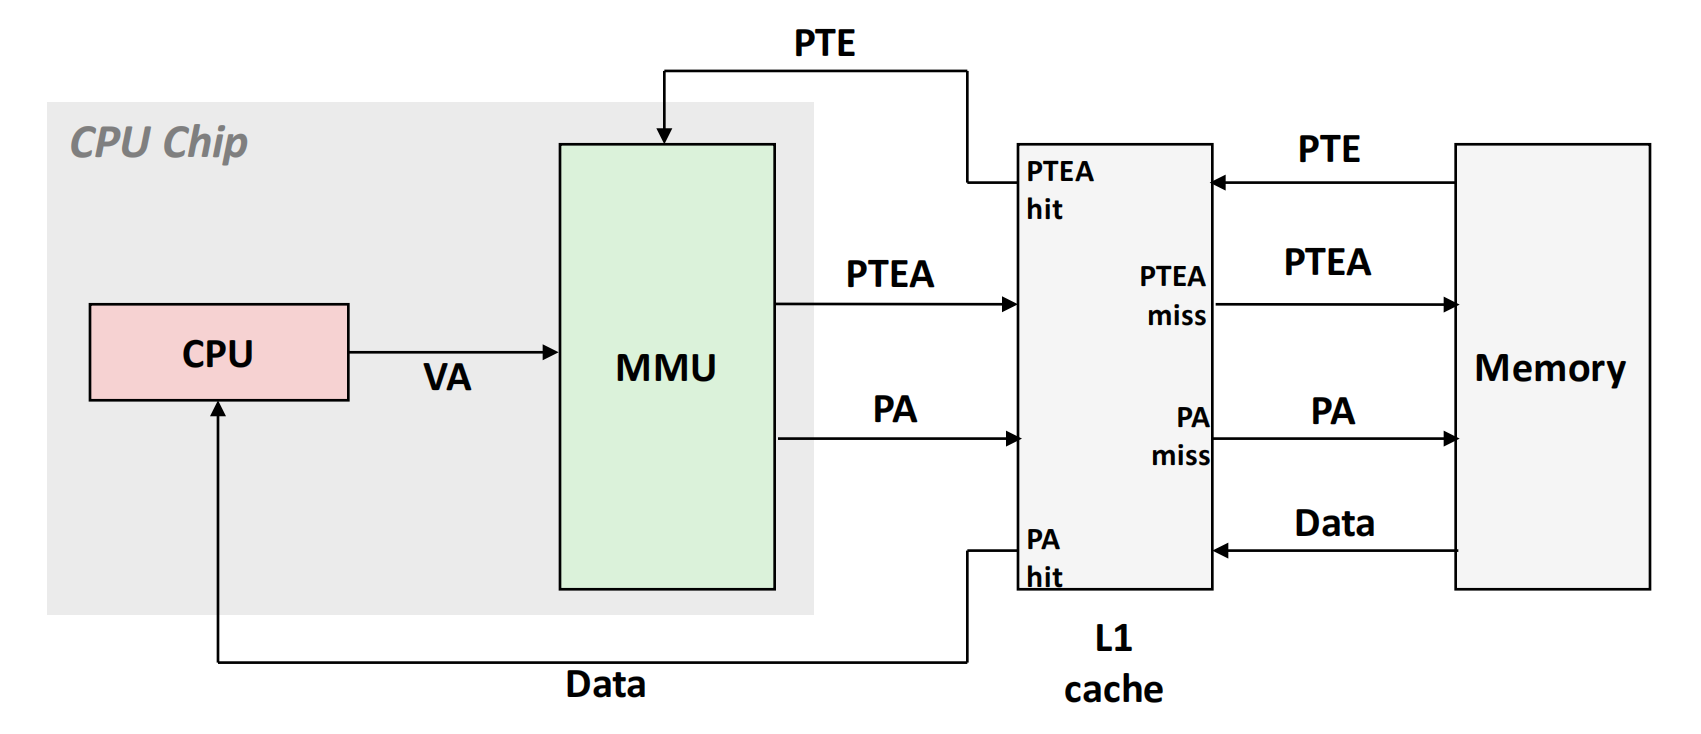 PTE
CPU Chip
PTEA
hit
PTE
PTEA
PTEA
miss
PTEA
CPU
VA
MMU
Memory
PA
PA
miss
PA
PA
hit
Data
L1
cache
Data